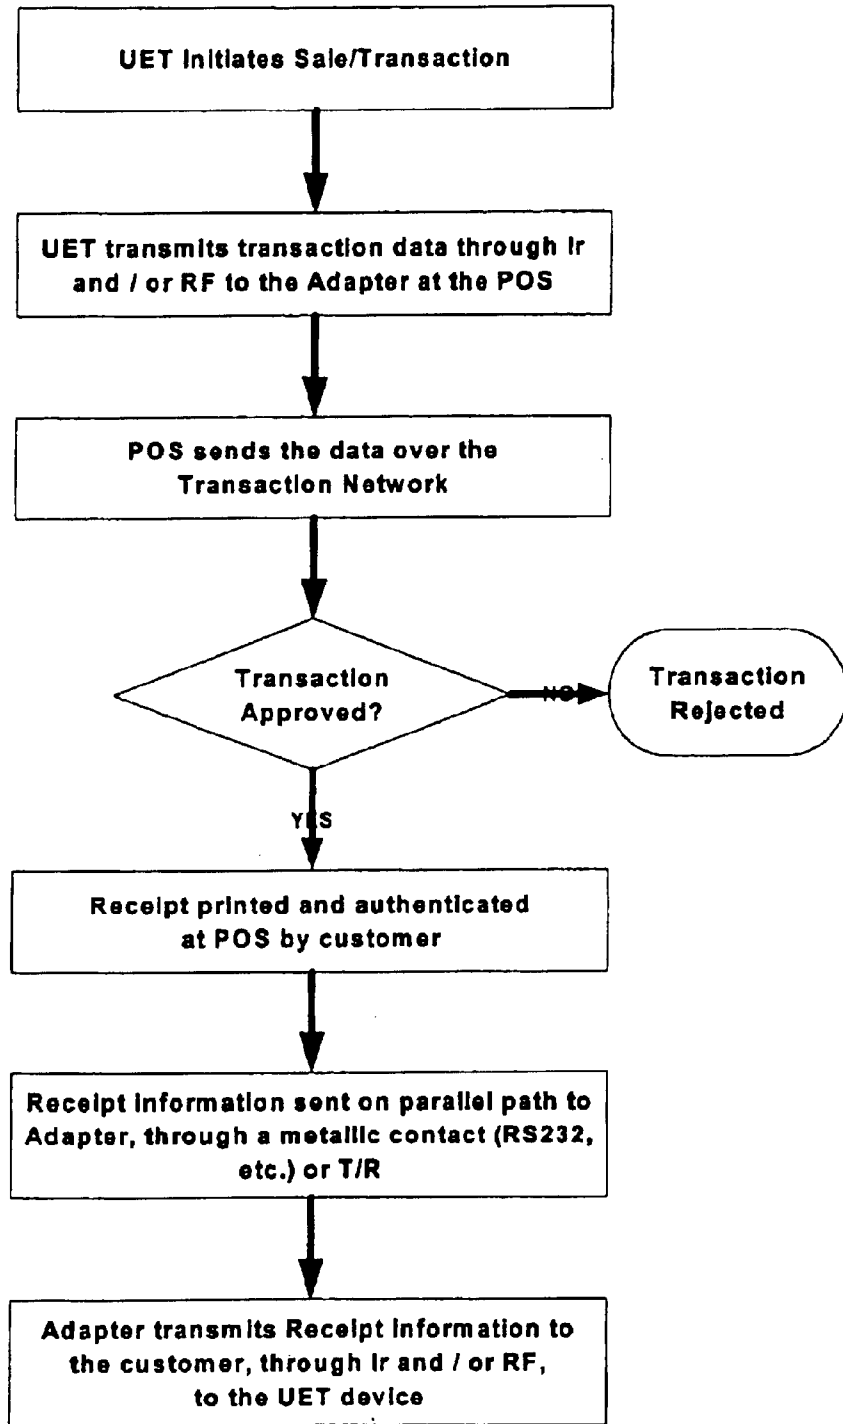 UET Initiates Sale/Transaction
UET transmits transaction data through Ir
and / or RF to the Adapter at the POS
POS sends the data over the
Transaction Network
Transaction
Approved?
NO
Transaction
Rejected
YES
Receipt printed and authenticated
at POS by customer
Receipt Information sent on parallel path to
Adapter, through a metallic contact (RS232,
etc.) or T/R
Adapter transmits Receipt Information to
the customer, through Ir and / or RF,
to the UET device